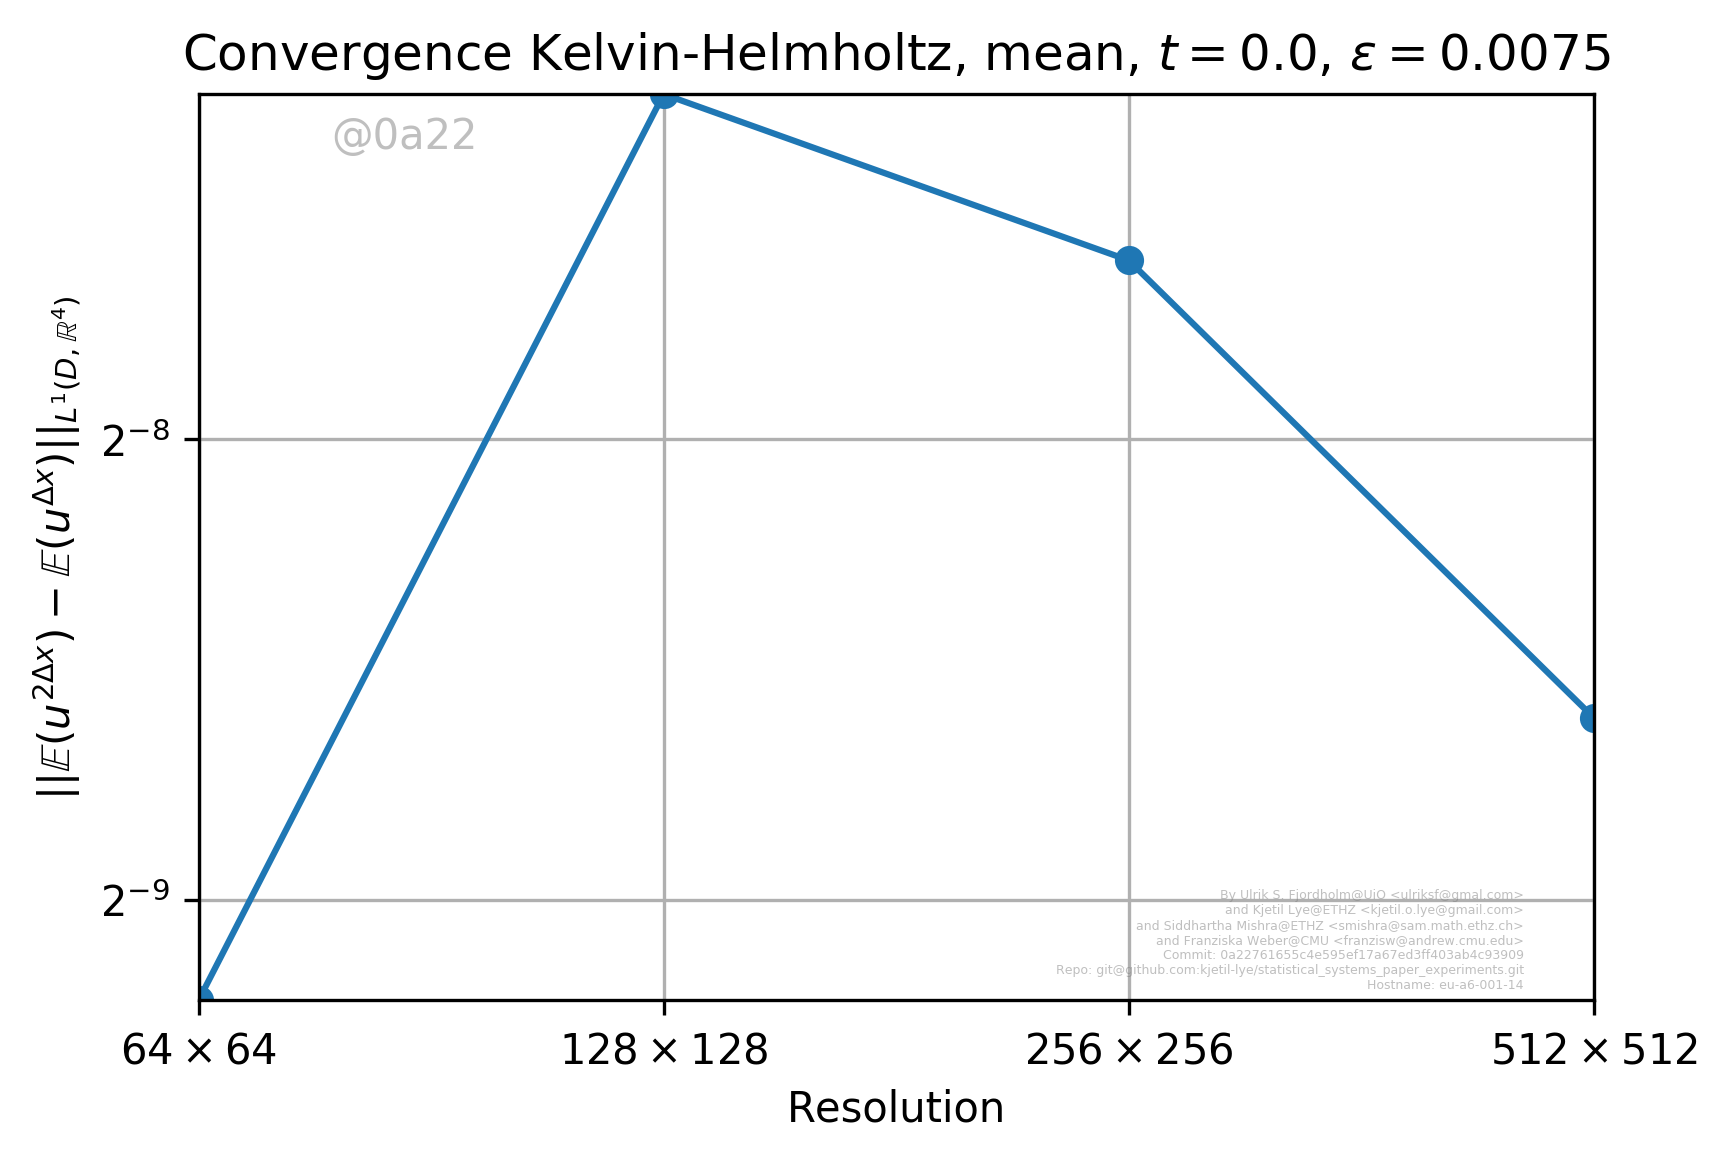 Convergence Kelvin-Helmholtz, mean, t = 0.0, ε = 0.0075
@0a22
||𝔼(u^{2Δx}) − 𝔼(u^{Δx})||_{L^1(D, ℝ^4)}
2^{−8}
2^{−9}
By Ulrik S. Fjordholm@UiO <ulriksf@gmal.com>
and Kjetil Lye@ETHZ <kjetil.o.lye@gmail.com>
and Siddhartha Mishra@ETHZ <smishra@sam.math.ethz.ch>
and Franziska Weber@CMU <franzisw@andrew.cmu.edu>
Commit: 0a22761655c4e595ef17a67ed3ff403ab4c93909
Repo: git@github.com:kjetil-lye/statistical_systems_paper_experiments.git
Hostname: eu-a6-001-14
64 × 64 128 × 128 256 × 256 512 × 512
Resolution